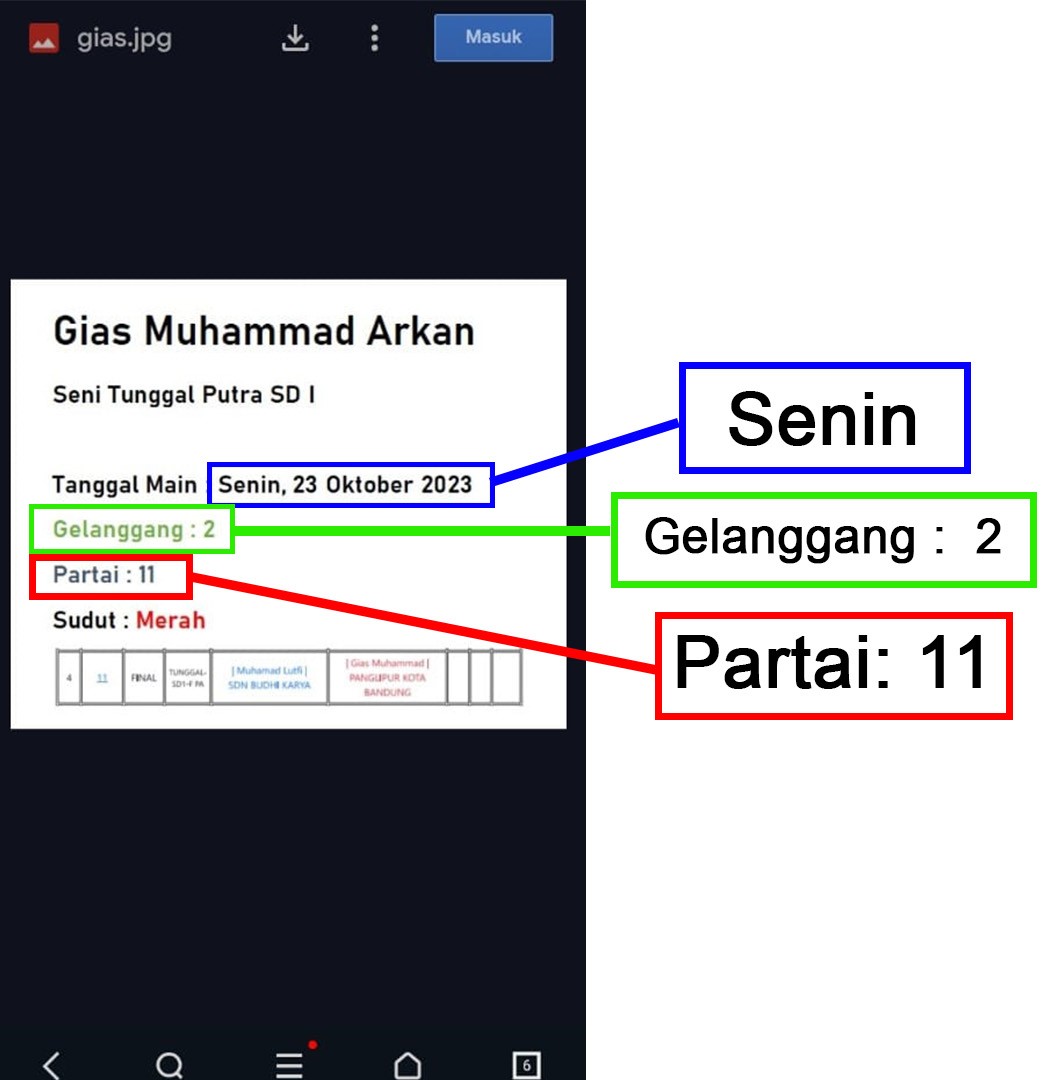 gias.jpg
Masuk
Gias Muhammad Arkan
Seni Tunggal Putra SD I
Tanggal Main : Senin, 23 Oktober 2023
Gelanggang : 2
Partai : 11
Sudut : Merah
4 11 FINAL TUNGGAL-SD1-F PA | Muhamad Lutfi | SDN BUDHI KARYA | Gias Muhammad | PANGLIPUR KOTA BANDUNG
Senin
Gelanggang : 2
Partai: 11
6